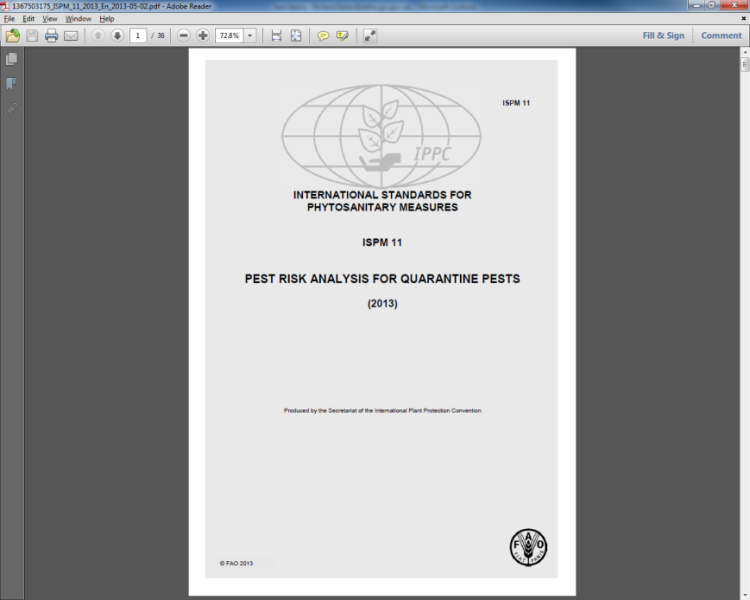 1367503175_ISPM_11_2013_En_2013-05-02.pdf - Adobe Reader
File Edit View Window Help
1 / 36 72.8% Fill & Sign Comment
ISPM 11
IPPC
INTERNATIONAL STANDARDS FOR
PHYTOSANITARY MEASURES
ISPM 11
PEST RISK ANALYSIS FOR QUARANTINE PESTS
(2013)
Produced by the Secretariat of the International Plant Protection Convention
F A O
FIAT PANIS
© FAO 2013